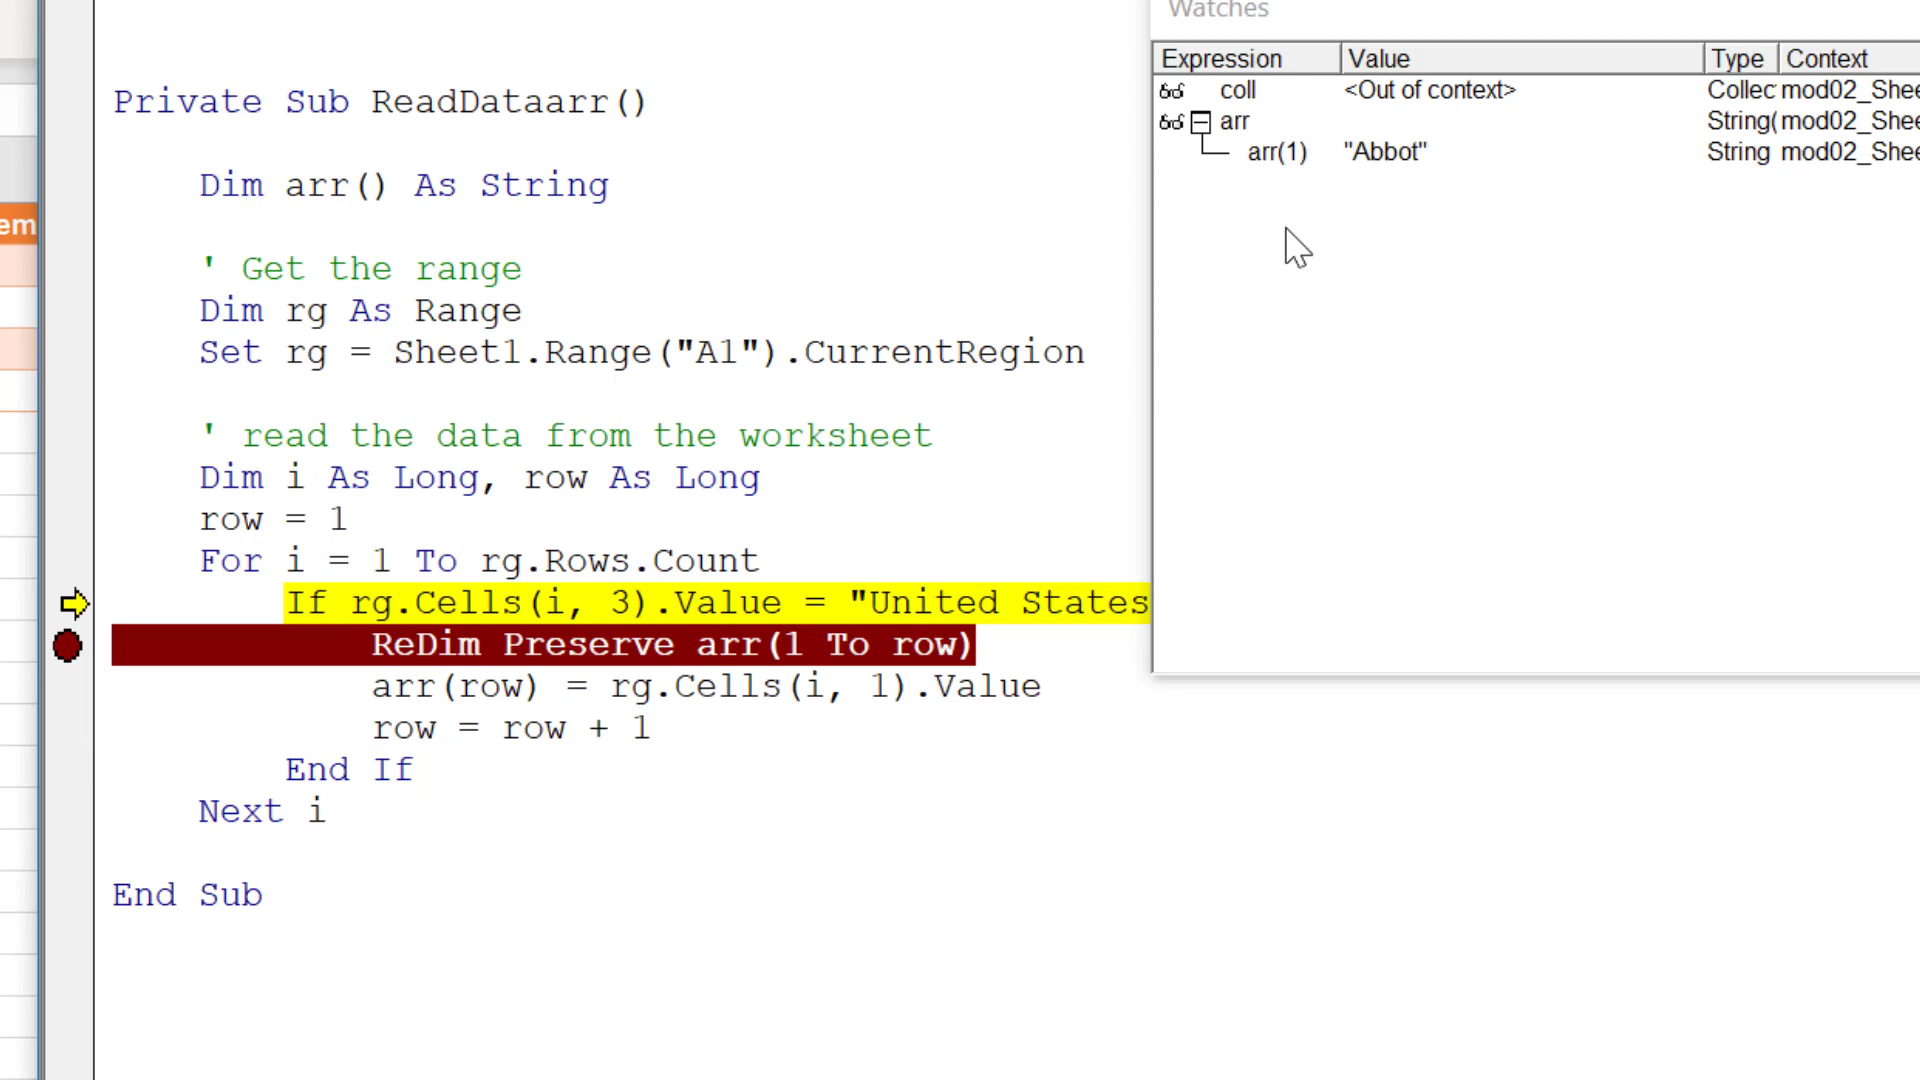 Watches
Expression Value Type Context
coll <Out of context> Collec mod02_Shee
arr String( mod02_Shee
arr(1) "Abbot" String mod02_Shee
em
Private Sub ReadDataarr()
Dim arr() As String
' Get the range
Dim rg As Range
Set rg = Sheet1.Range("A1").CurrentRegion
' read the data from the worksheet
Dim i As Long, row As Long
row = 1
For i = 1 To rg.Rows.Count
If rg.Cells(i, 3).Value = "United States
ReDim Preserve arr(1 To row)
arr(row) = rg.Cells(i, 1).Value
row = row + 1
End If
Next i
End Sub